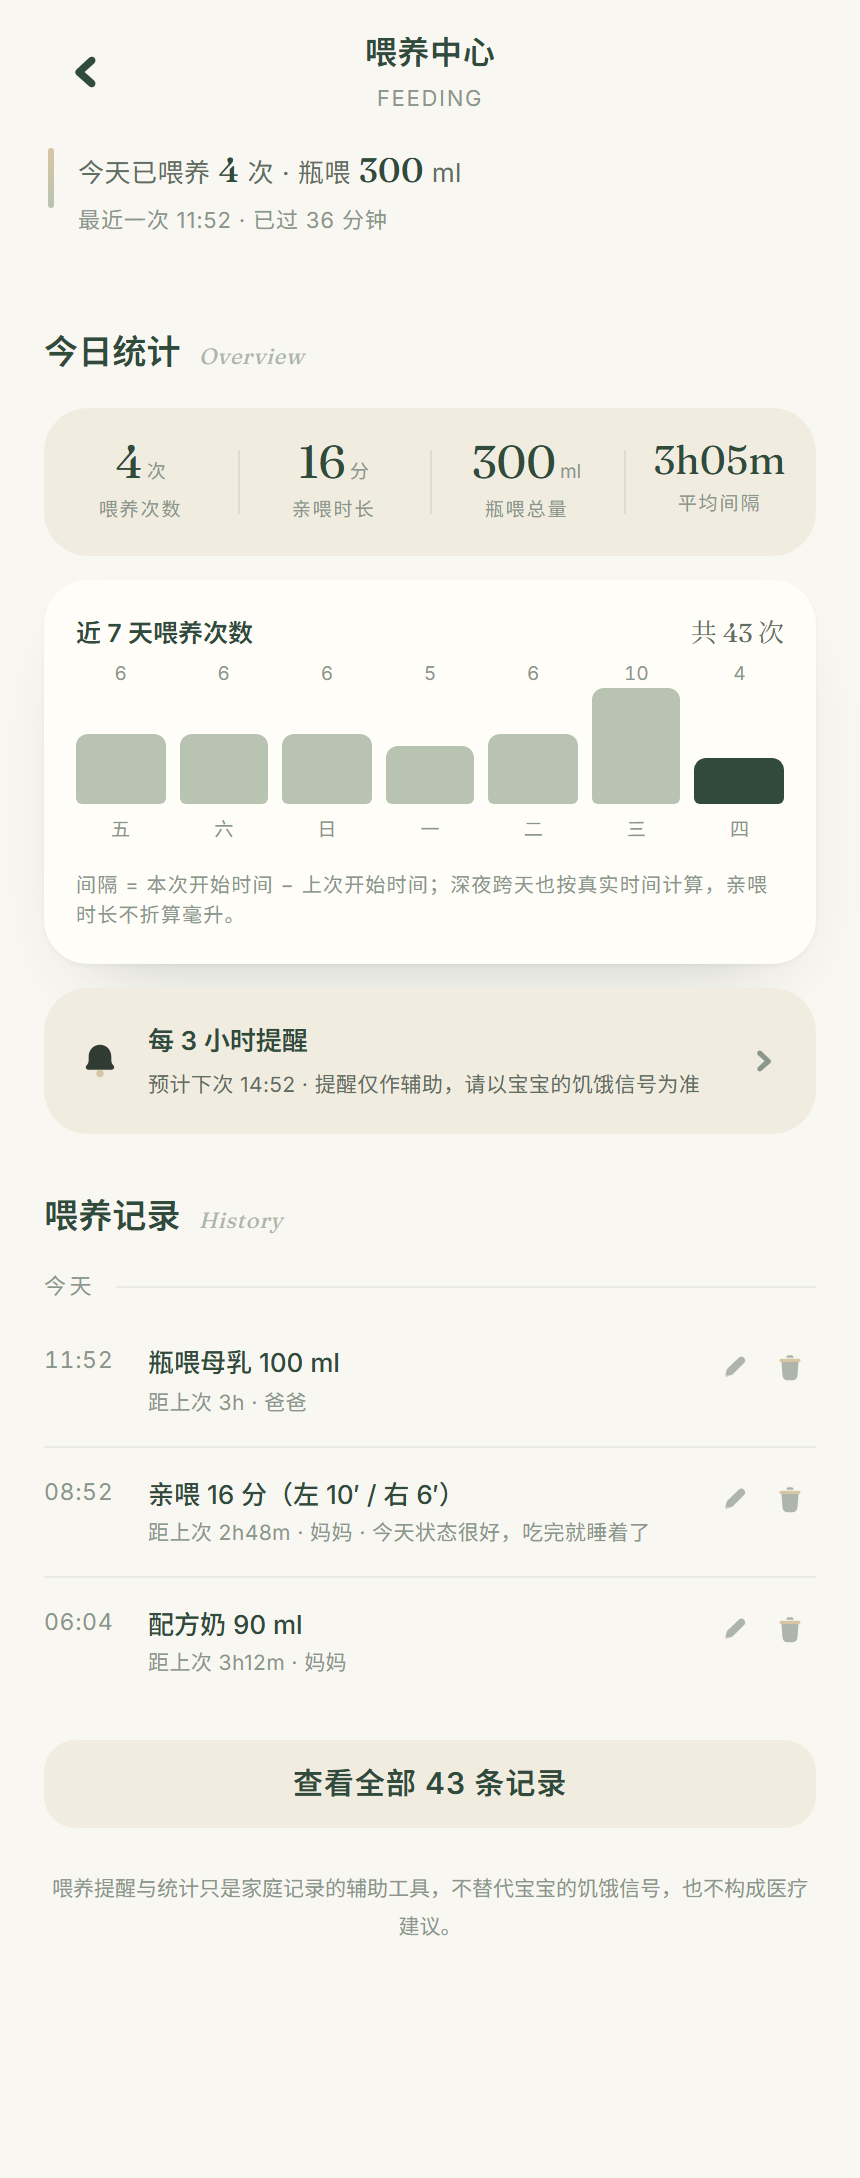 喂养中心
FEEDING
今天已喂养 4 次 · 瓶喂 300 ml
最近一次 11:52 · 已过 36 分钟
今日统计 Overview
4 次 16 分 300 ml 3h05m
喂养次数 亲喂时长 瓶喂总量 平均间隔
近 7 天喂养次数 共 43 次
6 6 6 5 6 10 4
五 六 日 一 二 三 四
间隔 = 本次开始时间 − 上次开始时间；深夜跨天也按真实时间计算，亲喂
时长不折算毫升。
每 3 小时提醒
预计下次 14:52 · 提醒仅作辅助，请以宝宝的饥饿信号为准
喂养记录 History
今天
11:52 瓶喂母乳 100 ml
距上次 3h · 爸爸
08:52 亲喂 16 分（左 10′ / 右 6′）
距上次 2h48m · 妈妈 · 今天状态很好，吃完就睡着了
06:04 配方奶 90 ml
距上次 3h12m · 妈妈
查看全部 43 条记录
喂养提醒与统计只是家庭记录的辅助工具，不替代宝宝的饥饿信号，也不构成医疗
建议。